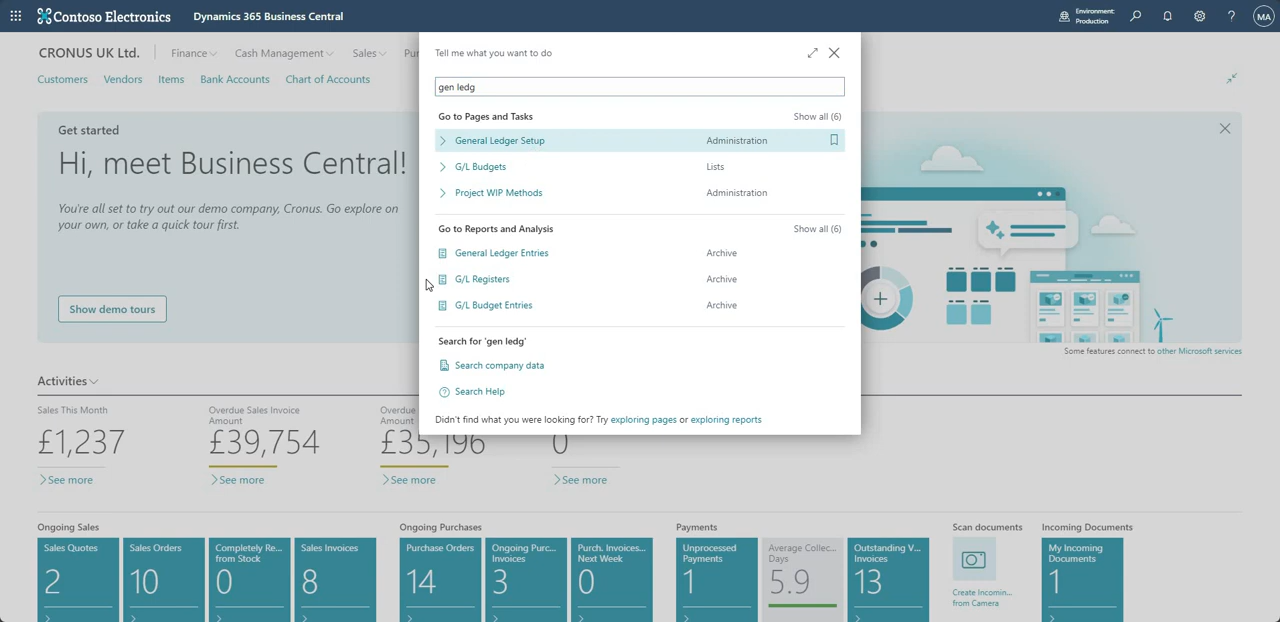 Contoso Electronics
Dynamics 365 Business Central
Environment:
Production
?
MA
CRONUS UK Ltd.
Finance
Cash Management
Sales
Customers
Vendors
Items
Bank Accounts
Chart of Accounts
Tell me what you want to do
gen ledg
Go to Pages and Tasks
Show all (6)
General Ledger Setup
Administration
G/L Budgets
Lists
Project WIP Methods
Administration
Go to Reports and Analysis
Show all (6)
General Ledger Entries
Archive
G/L Registers
Archive
G/L Budget Entries
Archive
Search for 'gen ledg'
Search company data
Search Help
Didn't find what you were looking for? Try exploring pages or exploring reports
Get started
Hi, meet Business Central!
You're all set to try out our demo company, Cronus. Go explore on
your own, or take a quick tour first.
Show demo tours
Some features connect to other Microsoft services
Activities
Sales This Month
£1,237
See more
Overdue Sales Invoice
Amount
£39,754
See more
Overdue
Amount
£35,196
See more
0
See more
Ongoing Sales
Sales Quotes
2
Sales Orders
10
Completely Re...
from Stock
0
Sales Invoices
8
Ongoing Purchases
Purchase Orders
14
Ongoing Purc...
Invoices
3
Purch. Invoices...
Next Week
0
Payments
Unprocessed
Payments
1
Average Collec...
Days
5.9
Outstanding V...
Invoices
13
Scan documents
Create Incomin...
from Camera
Incoming Documents
My Incoming
Documents
1